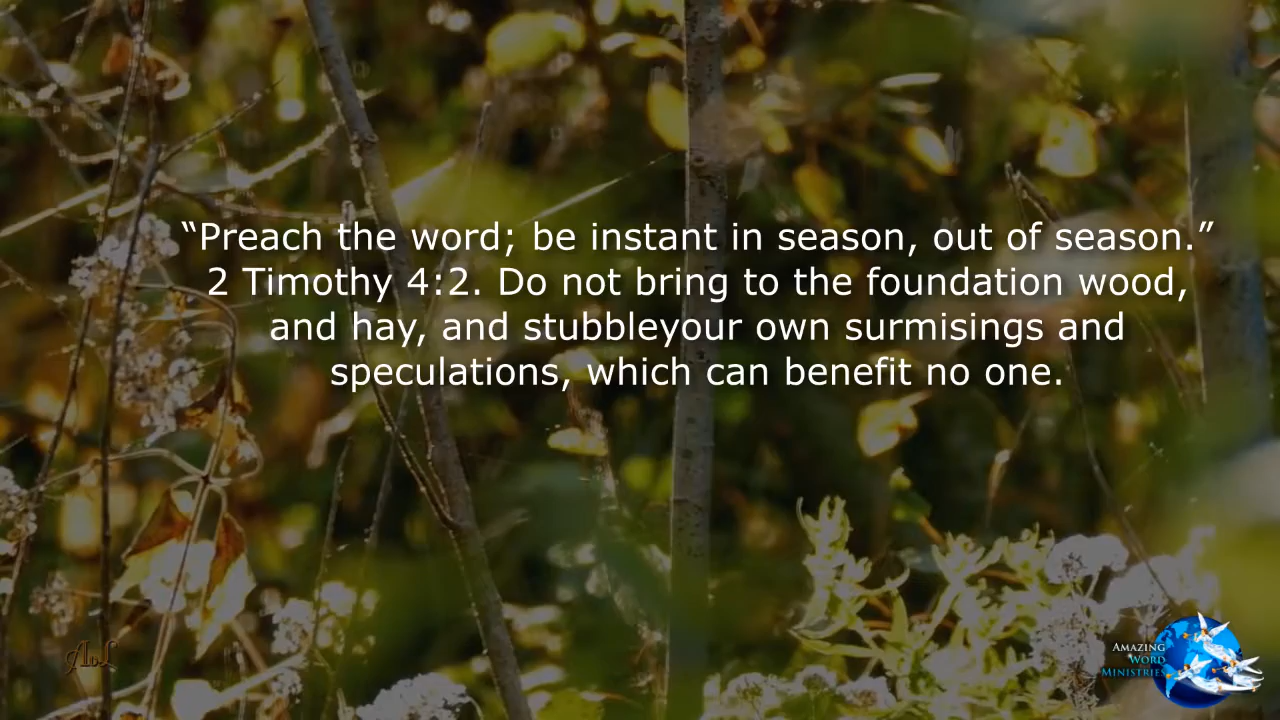 “Preach the word; be instant in season, out of season.”
2 Timothy 4:2. Do not bring to the foundation wood,
and hay, and stubbleyour own surmisings and
speculations, which can benefit no one.
AbL
AMAZING
WORD
MINISTRIES